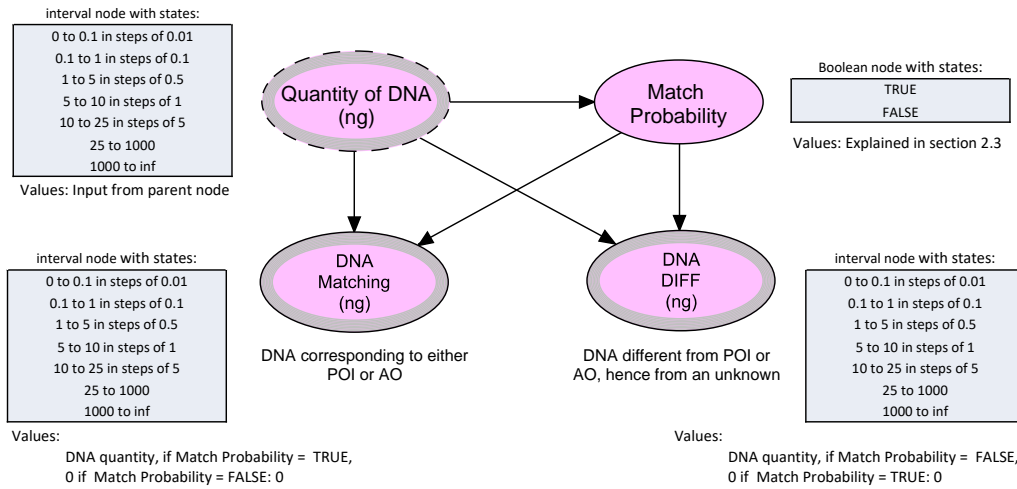 interval node with states:
0 to 0.1 in steps of 0.01
0.1 to 1 in steps of 0.1
1 to 5 in steps of 0.5
5 to 10 in steps of 1
10 to 25 in steps of 5
25 to 1000
1000 to inf
Values: Input from parent node
Quantity of DNA
(ng)
Match
Probability
Boolean node with states:
TRUE
FALSE
Values: Explained in section 2.3
interval node with states:
0 to 0.1 in steps of 0.01
0.1 to 1 in steps of 0.1
1 to 5 in steps of 0.5
5 to 10 in steps of 1
10 to 25 in steps of 5
25 to 1000
1000 to inf
Values:
DNA quantity, if Match Probability = TRUE,
0 if Match Probability = FALSE: 0
DNA
Matching
(ng)
DNA corresponding to either
POI or AO
DNA
DIFF
(ng)
DNA different from POI or
AO, hence from an unknown
interval node with states:
0 to 0.1 in steps of 0.01
0.1 to 1 in steps of 0.1
1 to 5 in steps of 0.5
5 to 10 in steps of 1
10 to 25 in steps of 5
25 to 1000
1000 to inf
Values:
DNA quantity, if Match Probability = FALSE,
0 if Match Probability = TRUE: 0